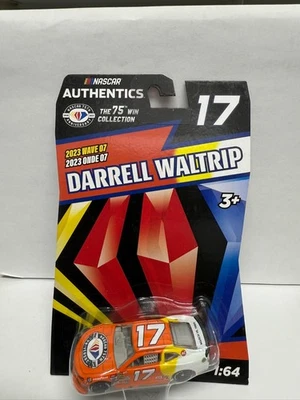 NASCAR
AUTHENTICS
THE 75TH WIN
COLLECTION
17
2023 WAVE 07
2023 ONDE 07
DARRELL WALTRIP
3+
17
17
1:64